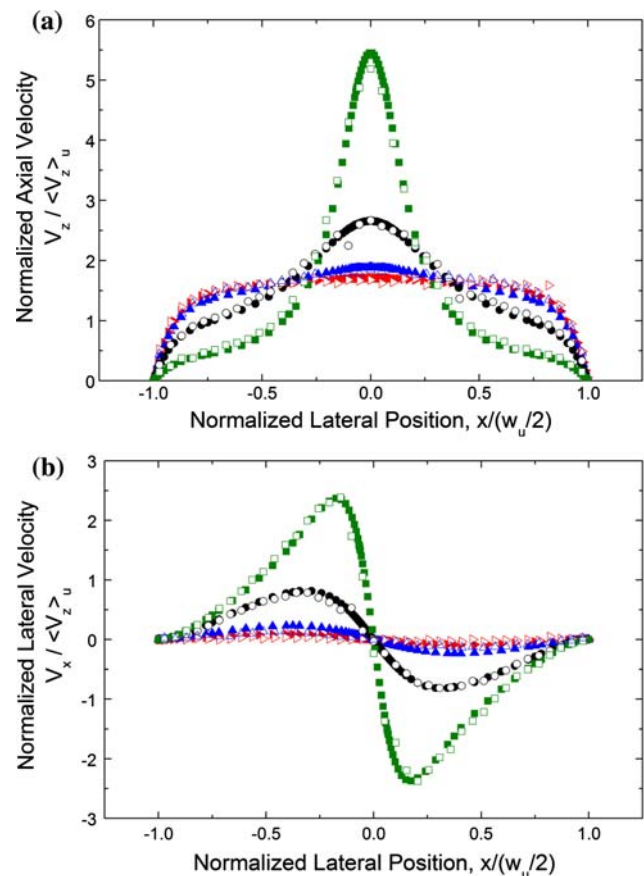 (a)
6
5
4
3
2
1
0
Normalized Axial Velocity
V_z / <V_z>_u
-1.0 -0.5 0.0 0.5 1.0
Normalized Lateral Position, x/(w_u/2)
(b)
3
2
1
0
-1
-2
-3
Normalized Lateral Velocity
V_x / <V_z>_u
-1.0 -0.5 0.0 0.5 1.0
Normalized Lateral Position, x/(w_u/2)